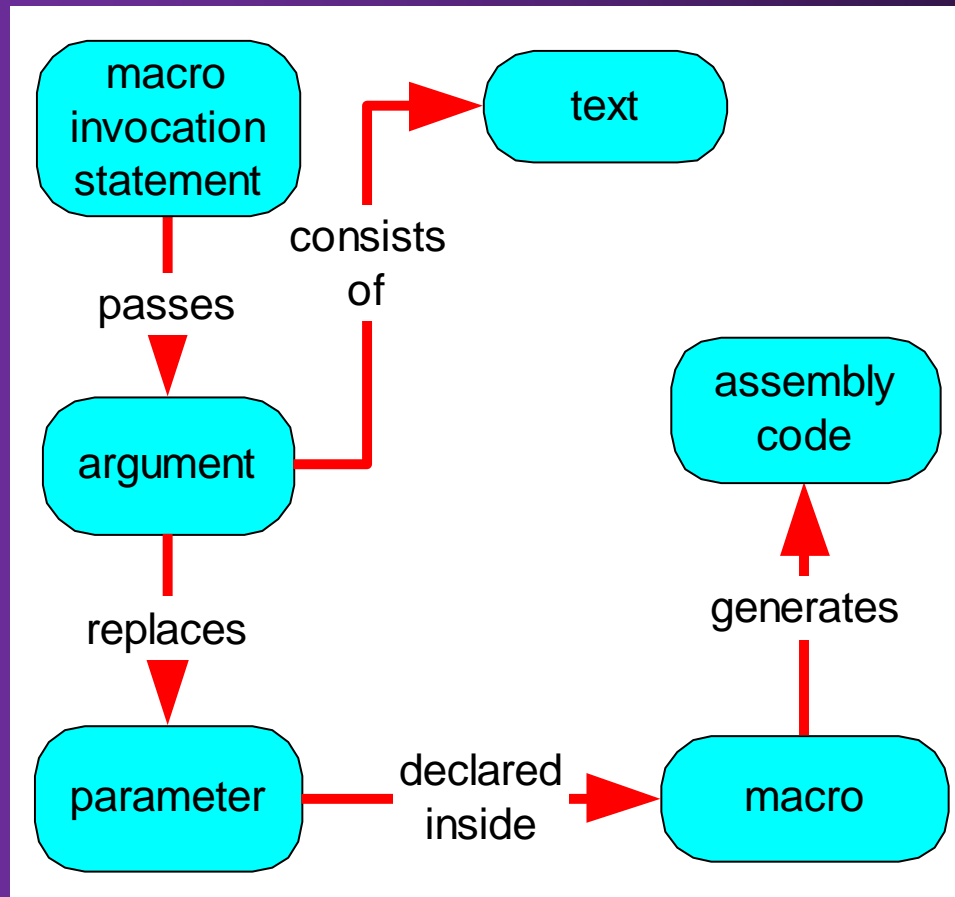 macro
invocation
statement
text
consists
of
passes
argument
assembly
code
replaces
generates
parameter
declared
inside
macro